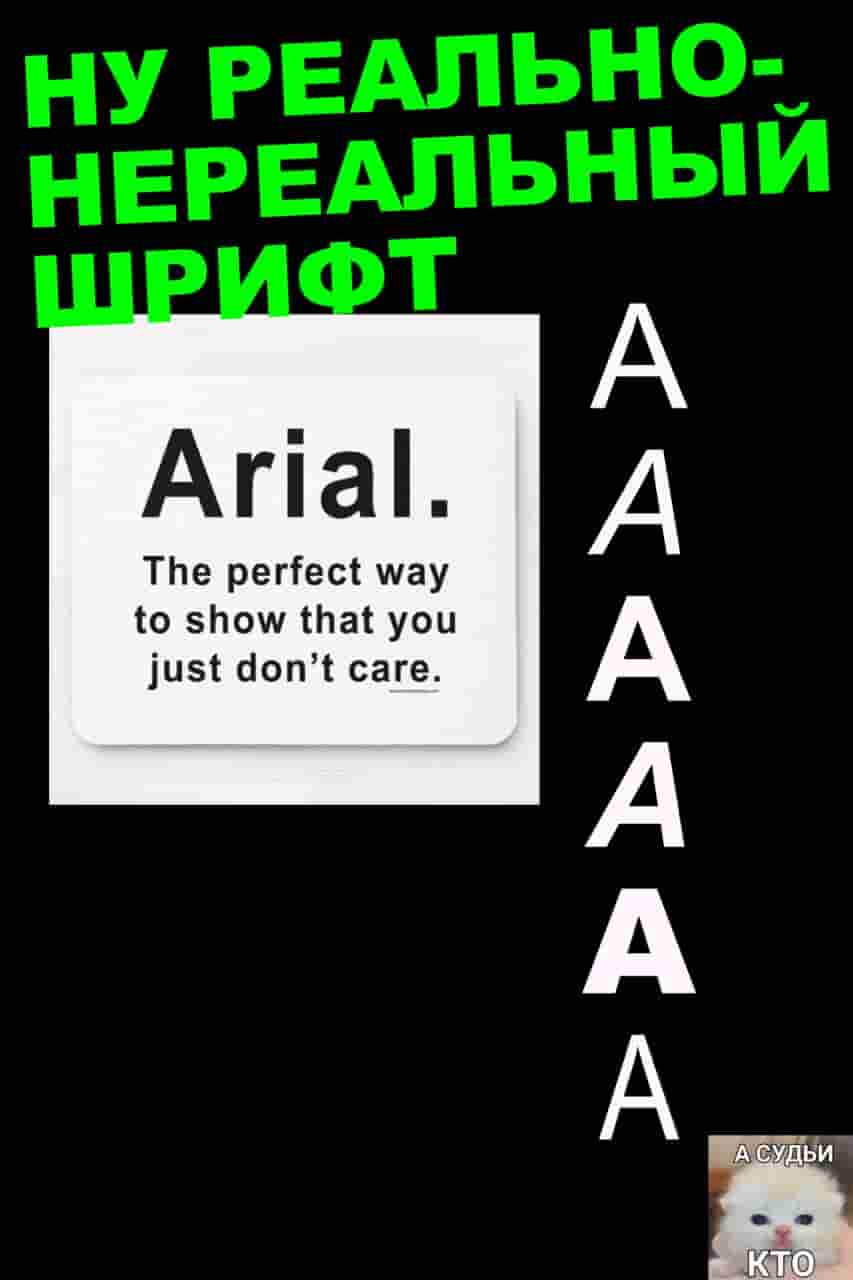 НУ РЕАЛЬНО-
НЕРЕАЛЬНЫЙ
ШРИФТ
Arial.
The perfect way
to show that you
just don’t care.
A
A
A
A
A
A
А СУДЬИ
КТО